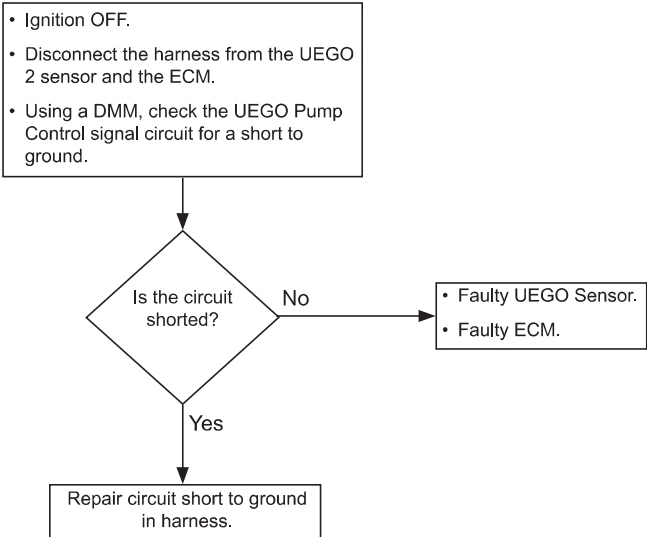 • Ignition OFF.
• Disconnect the harness from the UEGO
2 sensor and the ECM.
• Using a DMM, check the UEGO Pump
Control signal circuit for a short to
ground.
Is the circuit
shorted?
No
• Faulty UEGO Sensor.
• Faulty ECM.
Yes
Repair circuit short to ground
in harness.